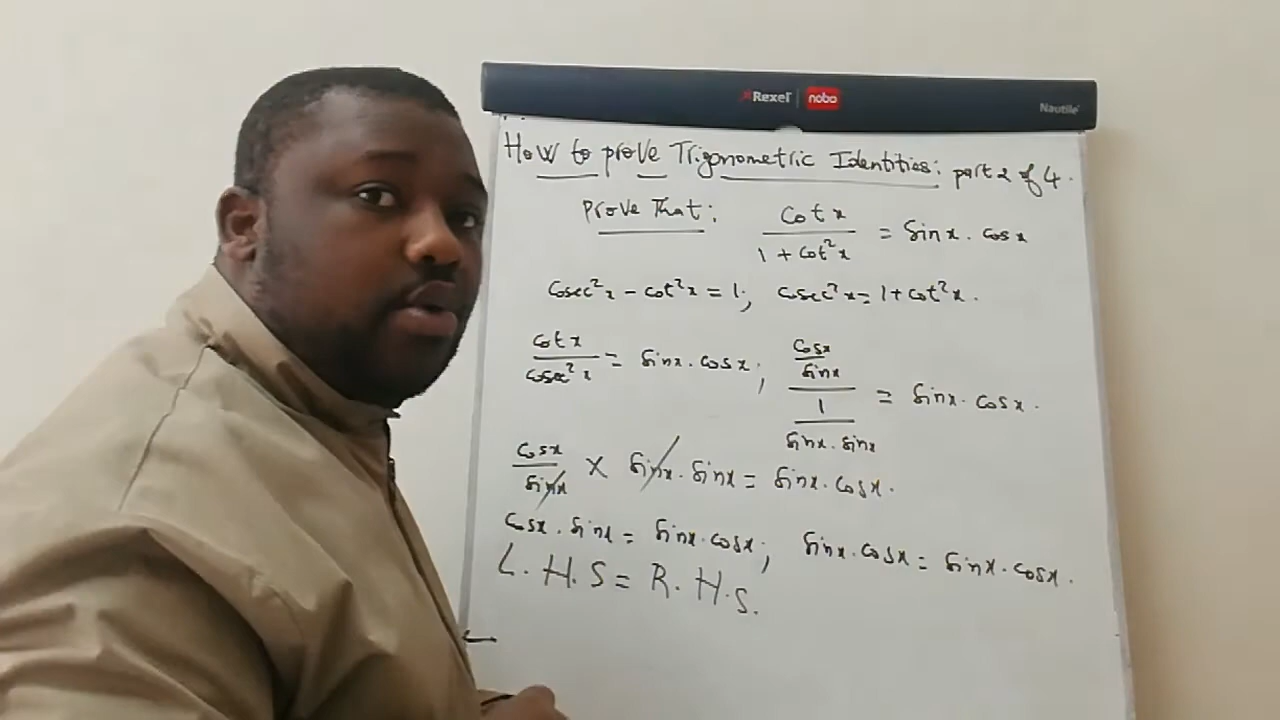 Rexel nobo
Nautile
How to prove Trigonometric Identities: part 2 of 4.
Prove That: cot x / 1 + cot²x = sin x . cos x
cosec²x - cot²x = 1; cosec²x = 1 + cot²x.
cot x / cosec²x = sin x . cos x; cos x / sin x / 1 / sin x . sin x = sin x . cos x.
cos x / sin x × sin x . sin x = sin x . cos x.
cos x . sin x = sin x . cos x; sin x . cos x = sin x . cos x.
L.H.S = R.H.S.